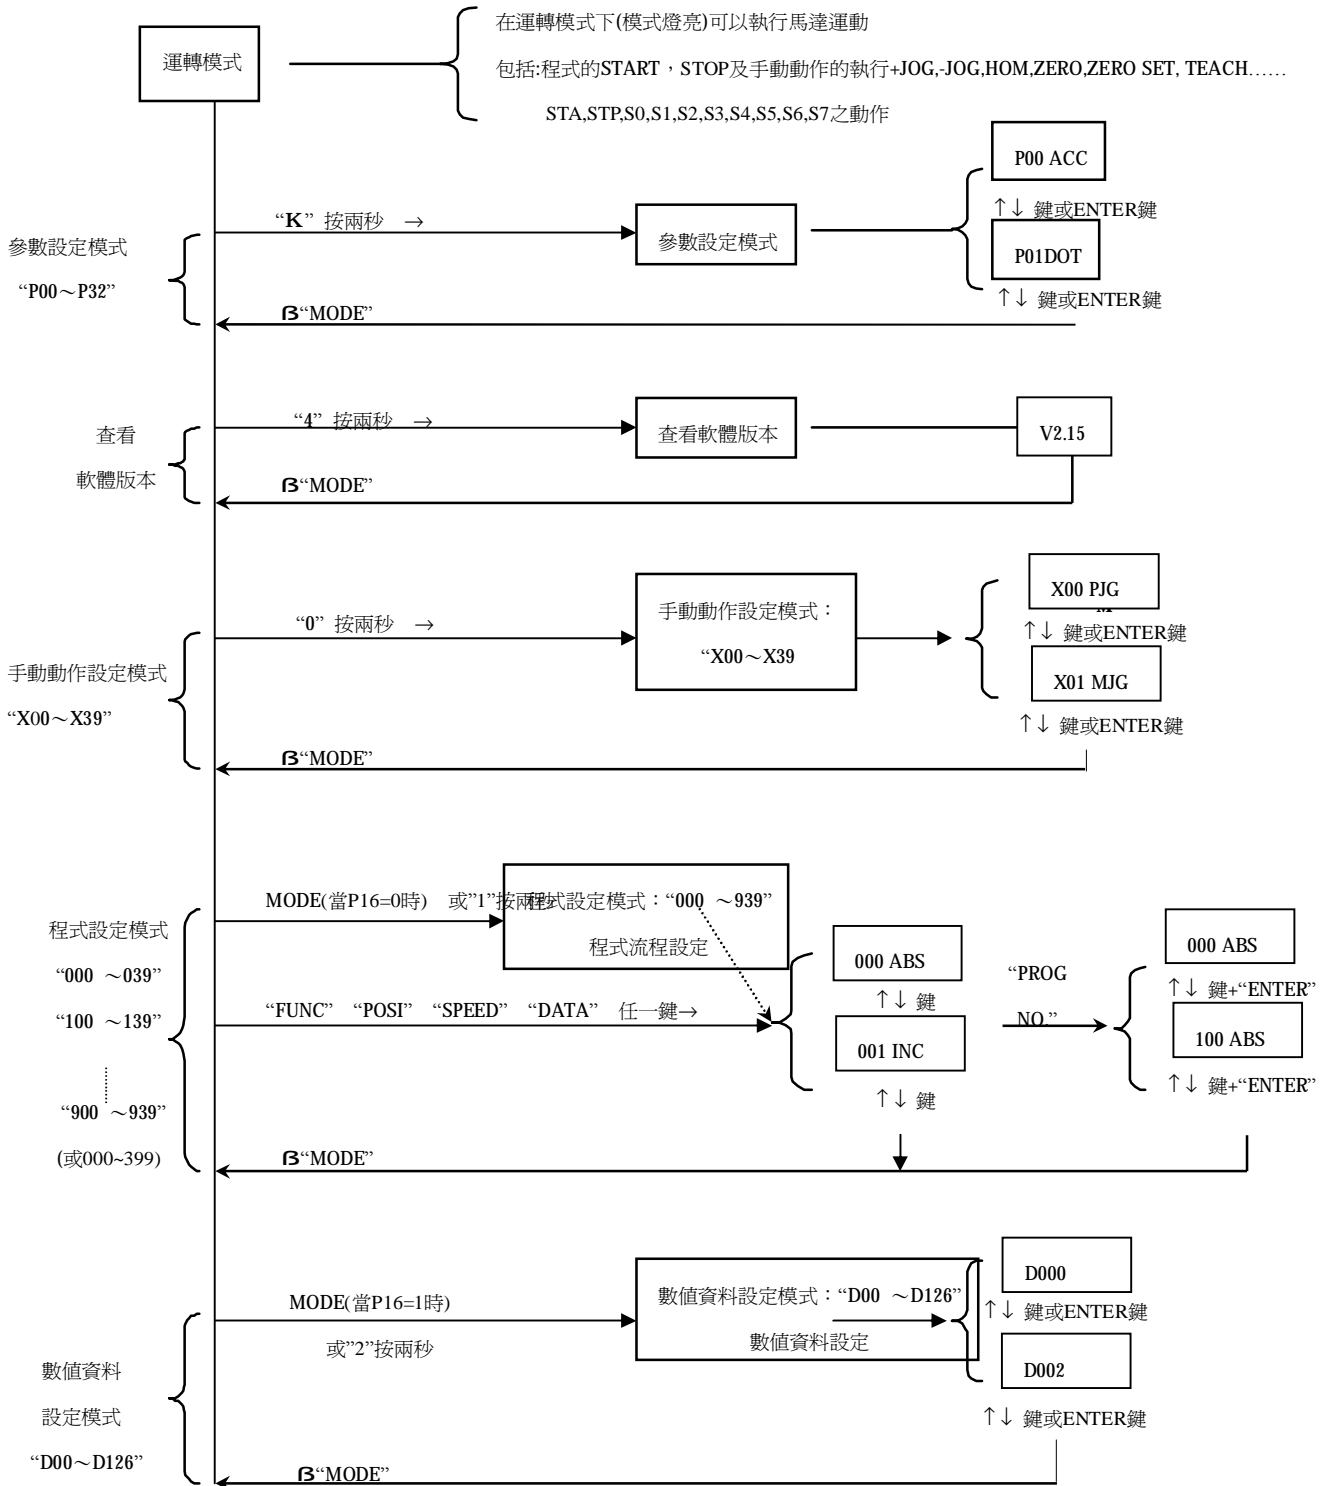 在運轉模式下(模式燈亮)可以執行馬達運動
運轉模式
包括:程式的START，STOP及手動動作的執行+JOG,-JOG,HOM,ZERO,ZERO SET, TEACH……
STA,STP,S0,S1,S2,S3,S4,S5,S6,S7之動作
P00 ACC
↑↓ 鍵或ENTER鍵
“K” 按兩秒 →
參數設定模式
參數設定模式
P01DOT
“P00～P32”
↑↓ 鍵或ENTER鍵
ß“MODE”
“4” 按兩秒 →
查看
查看軟體版本
V2.15
軟體版本
ß“MODE”
X00 PJG
“0” 按兩秒 →
手動動作設定模式：
↑↓ 鍵或ENTER鍵
“X00～X39
手動動作設定模式
X01 MJG
“X00～X39”
↑↓ 鍵或ENTER鍵
ß“MODE”
MODE(當P16=0時) 或”1”按兩秒
程式設定模式：“000 ～939”
程式設定模式
程式流程設定
000 ABS
000 ABS
“000 ～039”
“PROG
↑↓ 鍵
↑↓ 鍵+“ENTER”
“100 ～139”
“FUNC” “POSI” “SPEED” “DATA” 任一鍵→
NO.”
001 INC
100 ABS
↑↓ 鍵
↑↓ 鍵+“ENTER”
“900 ～939”
(或000~399)
ß“MODE”
D000
MODE(當P16=1時)
數值資料設定模式：“D00 ～D126”
↑↓ 鍵或ENTER鍵
或”2”按兩秒
數值資料設定
數值資料
D002
設定模式
↑↓ 鍵或ENTER鍵
“D00～D126”
ß“MODE”